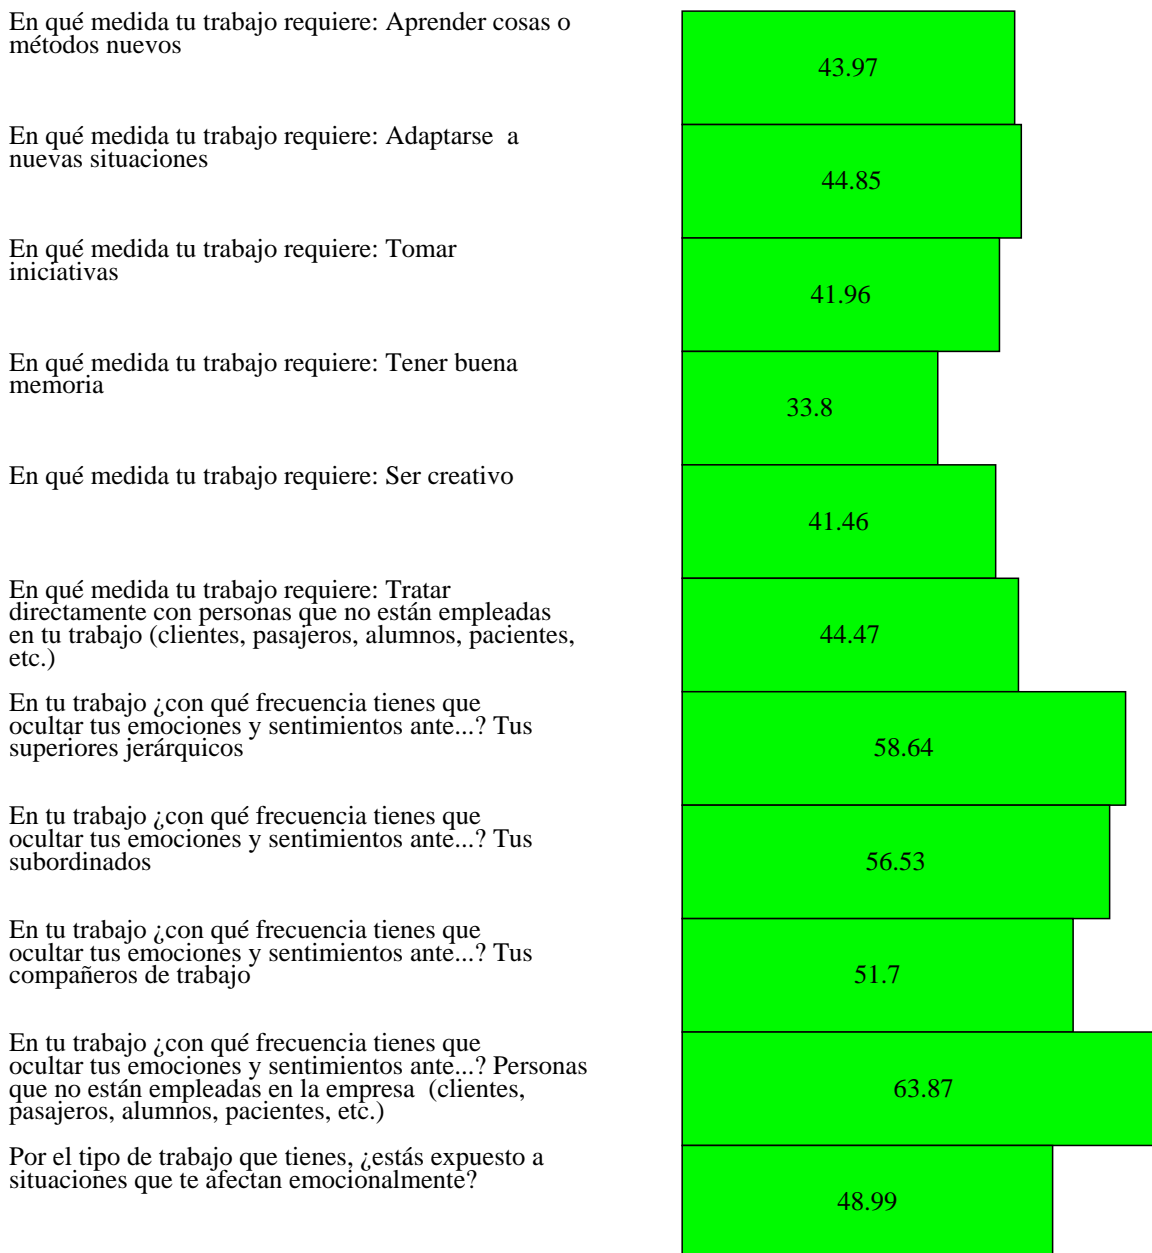 En qué medida tu trabajo requiere: Aprender cosas o
métodos nuevos
43.97
En qué medida tu trabajo requiere: Adaptarse  a
nuevas situaciones
44.85
En qué medida tu trabajo requiere: Tomar
iniciativas
41.96
En qué medida tu trabajo requiere: Tener buena
memoria
33.8
En qué medida tu trabajo requiere: Ser creativo
41.46
En qué medida tu trabajo requiere: Tratar
directamente con personas que no están empleadas
en tu trabajo (clientes, pasajeros, alumnos, pacientes,
etc.)
44.47
En tu trabajo ¿con qué frecuencia tienes que
ocultar tus emociones y sentimientos ante...? Tus
superiores jerárquicos
58.64
En tu trabajo ¿con qué frecuencia tienes que
ocultar tus emociones y sentimientos ante...? Tus
subordinados
56.53
En tu trabajo ¿con qué frecuencia tienes que
ocultar tus emociones y sentimientos ante...? Tus
compañeros de trabajo
51.7
En tu trabajo ¿con qué frecuencia tienes que
ocultar tus emociones y sentimientos ante...? Personas
que no están empleadas en la empresa  (clientes,
pasajeros, alumnos, pacientes, etc.)
63.87
Por el tipo de trabajo que tienes, ¿estás expuesto a
situaciones que te afectan emocionalmente?
48.99